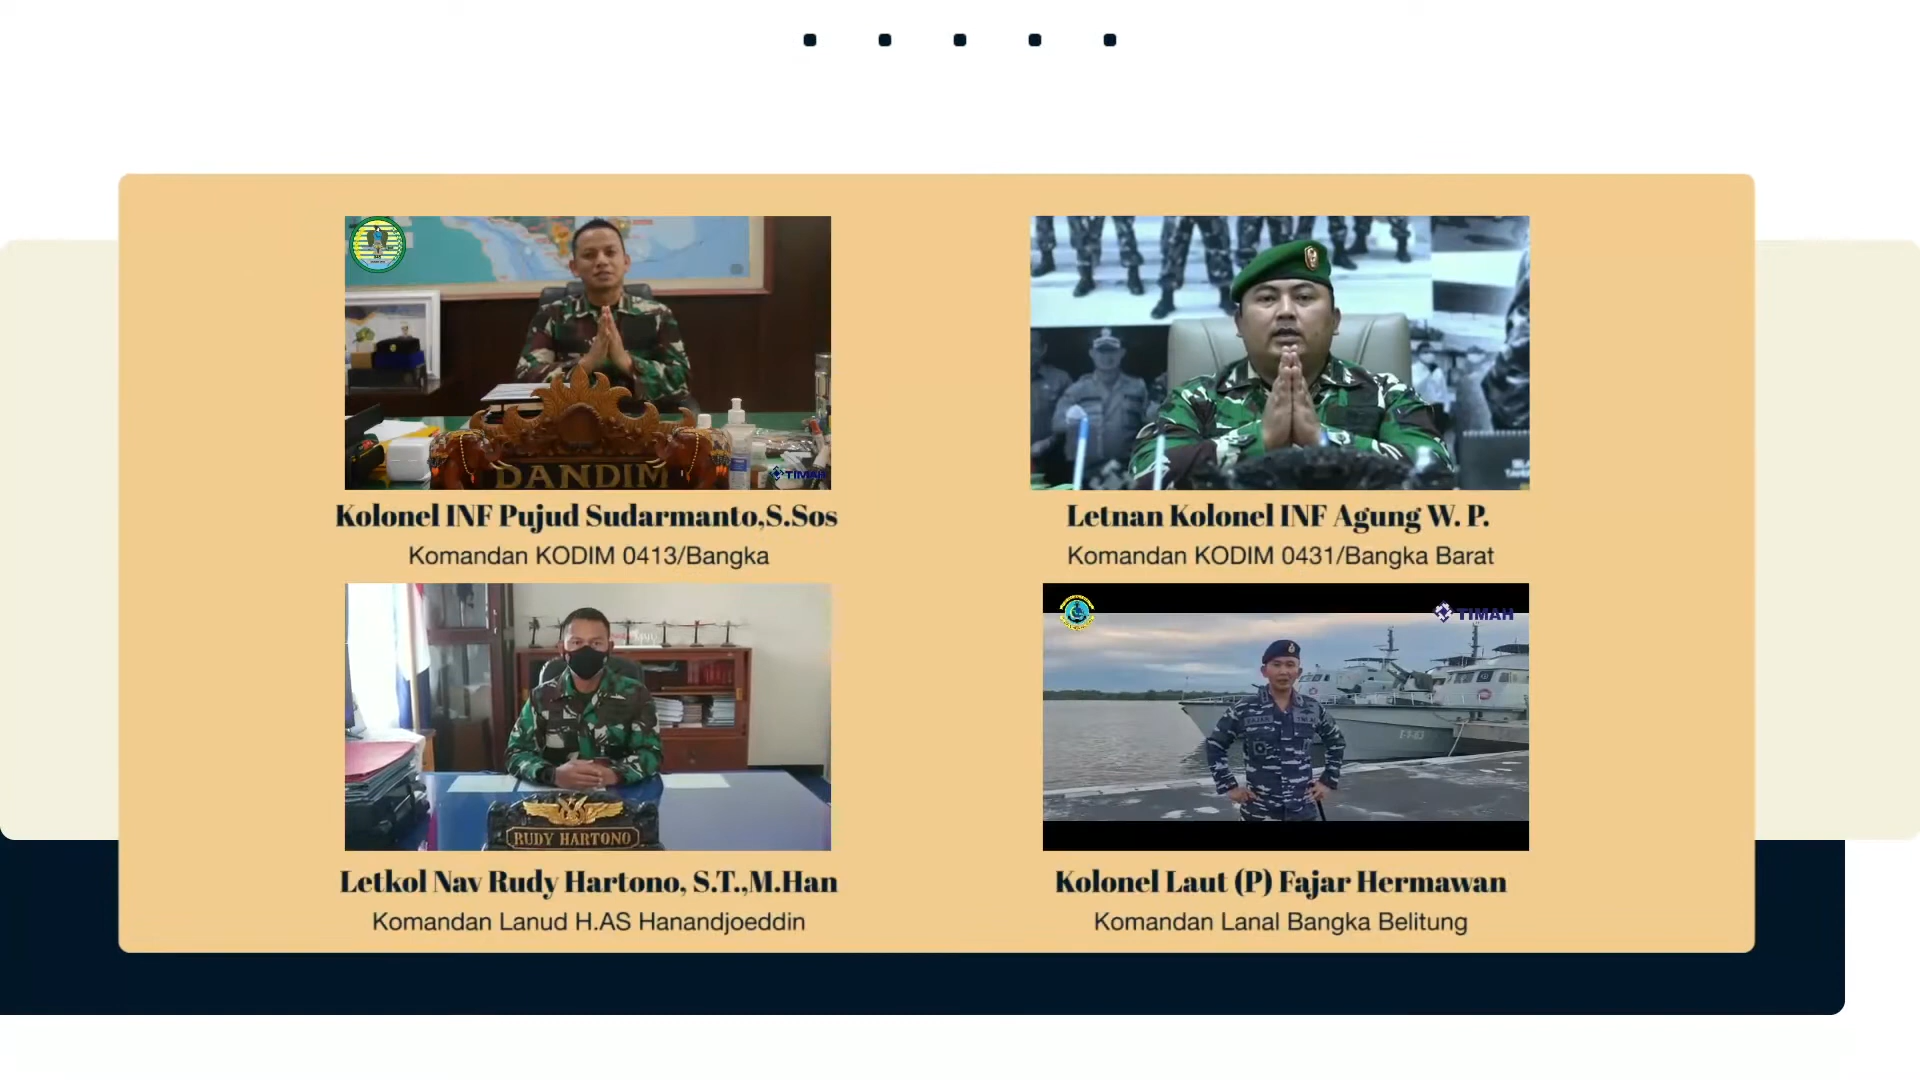 DANDIM
TIMAH
Kolonel INF Pujud Sudarmanto,S.Sos
Komandan KODIM 0413/Bangka
Letnan Kolonel INF Agung W. P.
Komandan KODIM 0431/Bangka Barat
RUDY HARTONO
Letkol Nav Rudy Hartono, S.T.,M.Han
Komandan Lanud H.AS Hanandjoeddin
TIMAH
FAJAR
Kolonel Laut (P) Fajar Hermawan
Komandan Lanal Bangka Belitung